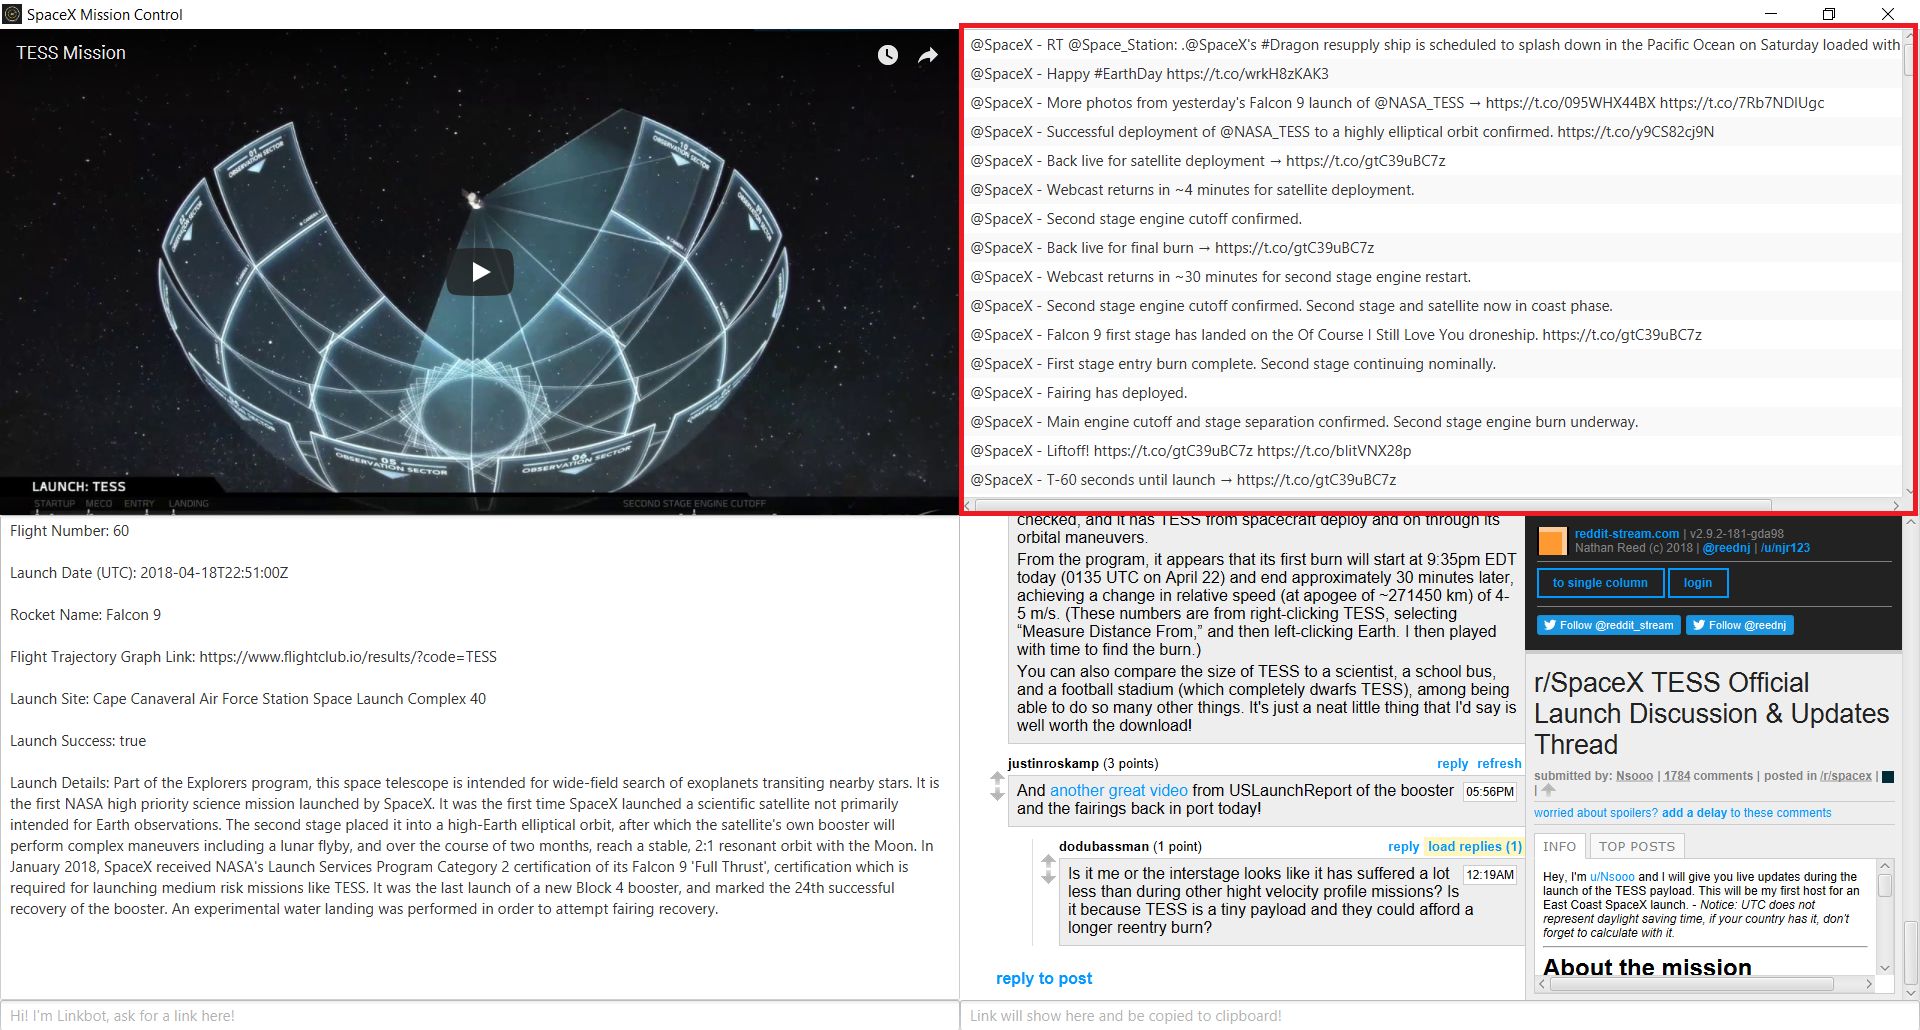 SpaceX Mission Control
TESS Mission
01
OBSERVATION SECTOR
10
OBSERVATION SECTOR
05
OBSERVATION SECTOR
06
OBSERVATION SECTOR
LAUNCH: TESS
STARTUP MECO ENTRY LANDING
SECOND STAGE ENGINE CUTOFF
@SpaceX - RT @Space_Station: .@SpaceX's #Dragon resupply ship is scheduled to splash down in the Pacific Ocean on Saturday loaded with
@SpaceX - Happy #EarthDay https://t.co/wrkH8zKAK3
@SpaceX - More photos from yesterday's Falcon 9 launch of @NASA_TESS → https://t.co/095WHX44BX https://t.co/7Rb7NDlUgc
@SpaceX - Successful deployment of @NASA_TESS to a highly elliptical orbit confirmed. https://t.co/y9CS82cj9N
@SpaceX - Back live for satellite deployment → https://t.co/gtC39uBC7z
@SpaceX - Webcast returns in ~4 minutes for satellite deployment.
@SpaceX - Second stage engine cutoff confirmed.
@SpaceX - Back live for final burn → https://t.co/gtC39uBC7z
@SpaceX - Webcast returns in ~30 minutes for second stage engine restart.
@SpaceX - Second stage engine cutoff confirmed. Second stage and satellite now in coast phase.
@SpaceX - Falcon 9 first stage has landed on the Of Course I Still Love You droneship. https://t.co/gtC39uBC7z
@SpaceX - First stage entry burn complete. Second stage continuing nominally.
@SpaceX - Fairing has deployed.
@SpaceX - Main engine cutoff and stage separation confirmed. Second stage engine burn underway.
@SpaceX - Liftoff! https://t.co/gtC39uBC7z https://t.co/blitVNX28p
@SpaceX - T-60 seconds until launch → https://t.co/gtC39uBC7z
Flight Number: 60
Launch Date (UTC): 2018-04-18T22:51:00Z
Rocket Name: Falcon 9
Flight Trajectory Graph Link: https://www.flightclub.io/results/?code=TESS
Launch Site: Cape Canaveral Air Force Station Space Launch Complex 40
Launch Success: true
Launch Details: Part of the Explorers program, this space telescope is intended for wide-field search of exoplanets transiting nearby stars. It is
the first NASA high priority science mission launched by SpaceX. It was the first time SpaceX launched a scientific satellite not primarily
intended for Earth observations. The second stage placed it into a high-Earth elliptical orbit, after which the satellite's own booster will
perform complex maneuvers including a lunar flyby, and over the course of two months, reach a stable, 2:1 resonant orbit with the Moon. In
January 2018, SpaceX received NASA's Launch Services Program Category 2 certification of its Falcon 9 'Full Thrust', certification which is
required for launching medium risk missions like TESS. It was the last launch of a new Block 4 booster, and marked the 24th successful
recovery of the booster. An experimental water landing was performed in order to attempt fairing recovery.
checked, and it has TESS from spacecraft deploy and on through its
orbital maneuvers.
From the program, it appears that its first burn will start at 9:35pm EDT
today (0135 UTC on April 22) and end approximately 30 minutes later,
achieving a change in relative speed (at apogee of ~271450 km) of 4-
5 m/s. (These numbers are from right-clicking TESS, selecting
“Measure Distance From,” and then left-clicking Earth. I then played
with time to find the burn.)
You can also compare the size of TESS to a scientist, a school bus,
and a football stadium (which completely dwarfs TESS), among being
able to do so many other things. It's just a neat little thing that I'd say is
well worth the download!
justinroskamp (3 points) reply refresh
And another great video from USLaunchReport of the booster 05:56PM
and the fairings back in port today!
dodubassman (1 point) reply load replies (1)
Is it me or the interstage looks like it has suffered a lot 12:19AM
less than during other hight velocity profile missions? Is
it because TESS is a tiny payload and they could afford a
longer reentry burn?
reply to post
reddit-stream.com | v2.9.2-181-gda98
Nathan Reed (c) 2018 | @reednj | /u/njr123
to single column login
Follow @reddit_stream Follow @reednj
r/SpaceX TESS Official
Launch Discussion & Updates
Thread
submitted by: Nsooo | 1784 comments | posted in /r/spacex |
|
worried about spoilers? add a delay to these comments
INFO TOP POSTS
Hey, I'm u/Nsooo and I will give you live updates during the
launch of the TESS payload. This will be my first host for an
East Coast SpaceX launch. - Notice: UTC does not
represent daylight saving time, if your country has it, don't
forget to calculate with it.
About the mission
Hi! I'm Linkbot, ask for a link here!
Link will show here and be copied to clipboard!